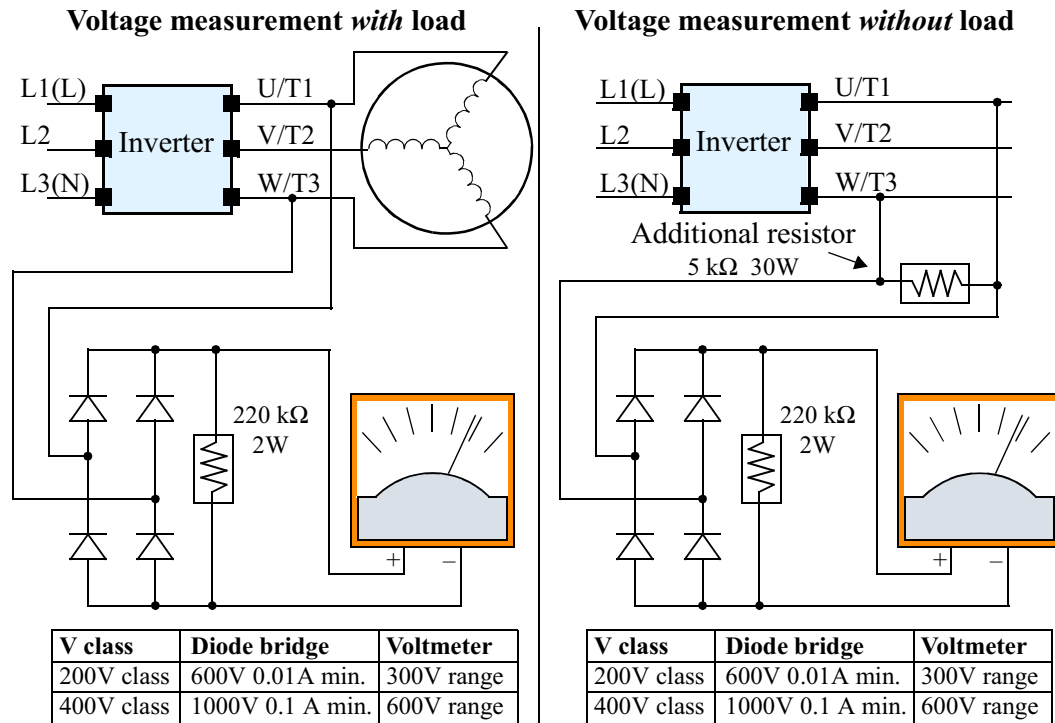 Voltage measurement with load
L1(L)
L2
L3(N)
Inverter
U/T1
V/T2
W/T3
220 kΩ
2W
+
–
V class Diode bridge Voltmeter
200V class 600V 0.01A min. 300V range
400V class 1000V 0.1 A min. 600V range
Voltage measurement without load
L1(L)
L2
L3(N)
Inverter
U/T1
V/T2
W/T3
Additional resistor
5 kΩ 30W
220 kΩ
2W
+
–
V class Diode bridge Voltmeter
200V class 600V 0.01A min. 300V range
400V class 1000V 0.1 A min. 600V range